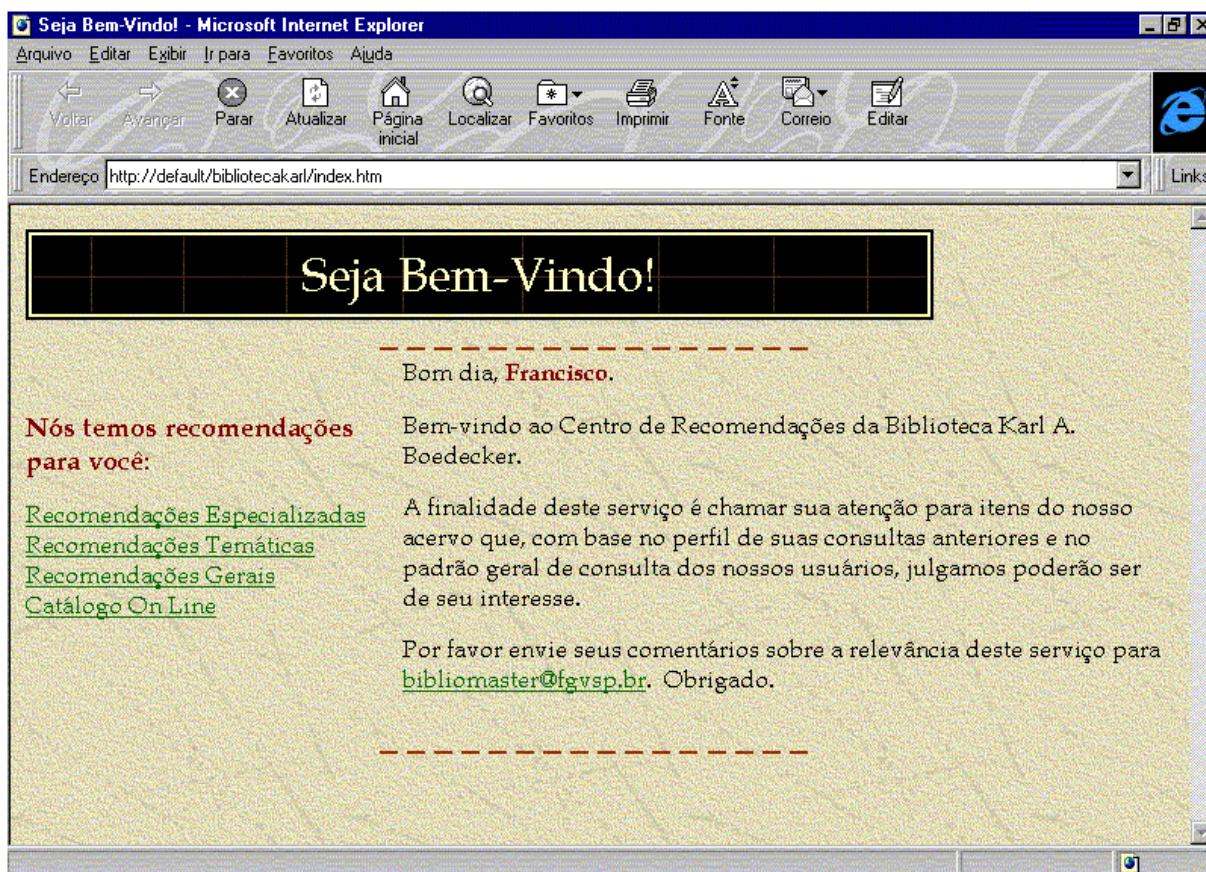 Seja Bem-Vindo! - Microsoft Internet Explorer
Arquivo Editar Exibir Ir para Favoritos Ajuda
Voltar Avançar Parar Atualizar Página inicial Localizar Favoritos Imprimir Fonte Correio Editar
Endereço http://default/bibliotecakarl/index.htm Links
Seja Bem-Vindo!
Nós temos recomendações
para você:
Recomendações Especializadas
Recomendações Temáticas
Recomendações Gerais
Catálogo On Line
Bom dia, Francisco.
Bem-vindo ao Centro de Recomendações da Biblioteca Karl A.
Boedecker.
A finalidade deste serviço é chamar sua atenção para itens do nosso
acervo que, com base no perfil de suas consultas anteriores e no
padrão geral de consulta dos nossos usuários, julgamos poderão ser
de seu interesse.
Por favor envie seus comentários sobre a relevância deste serviço para
bibliomaster@fgvsp.br. Obrigado.